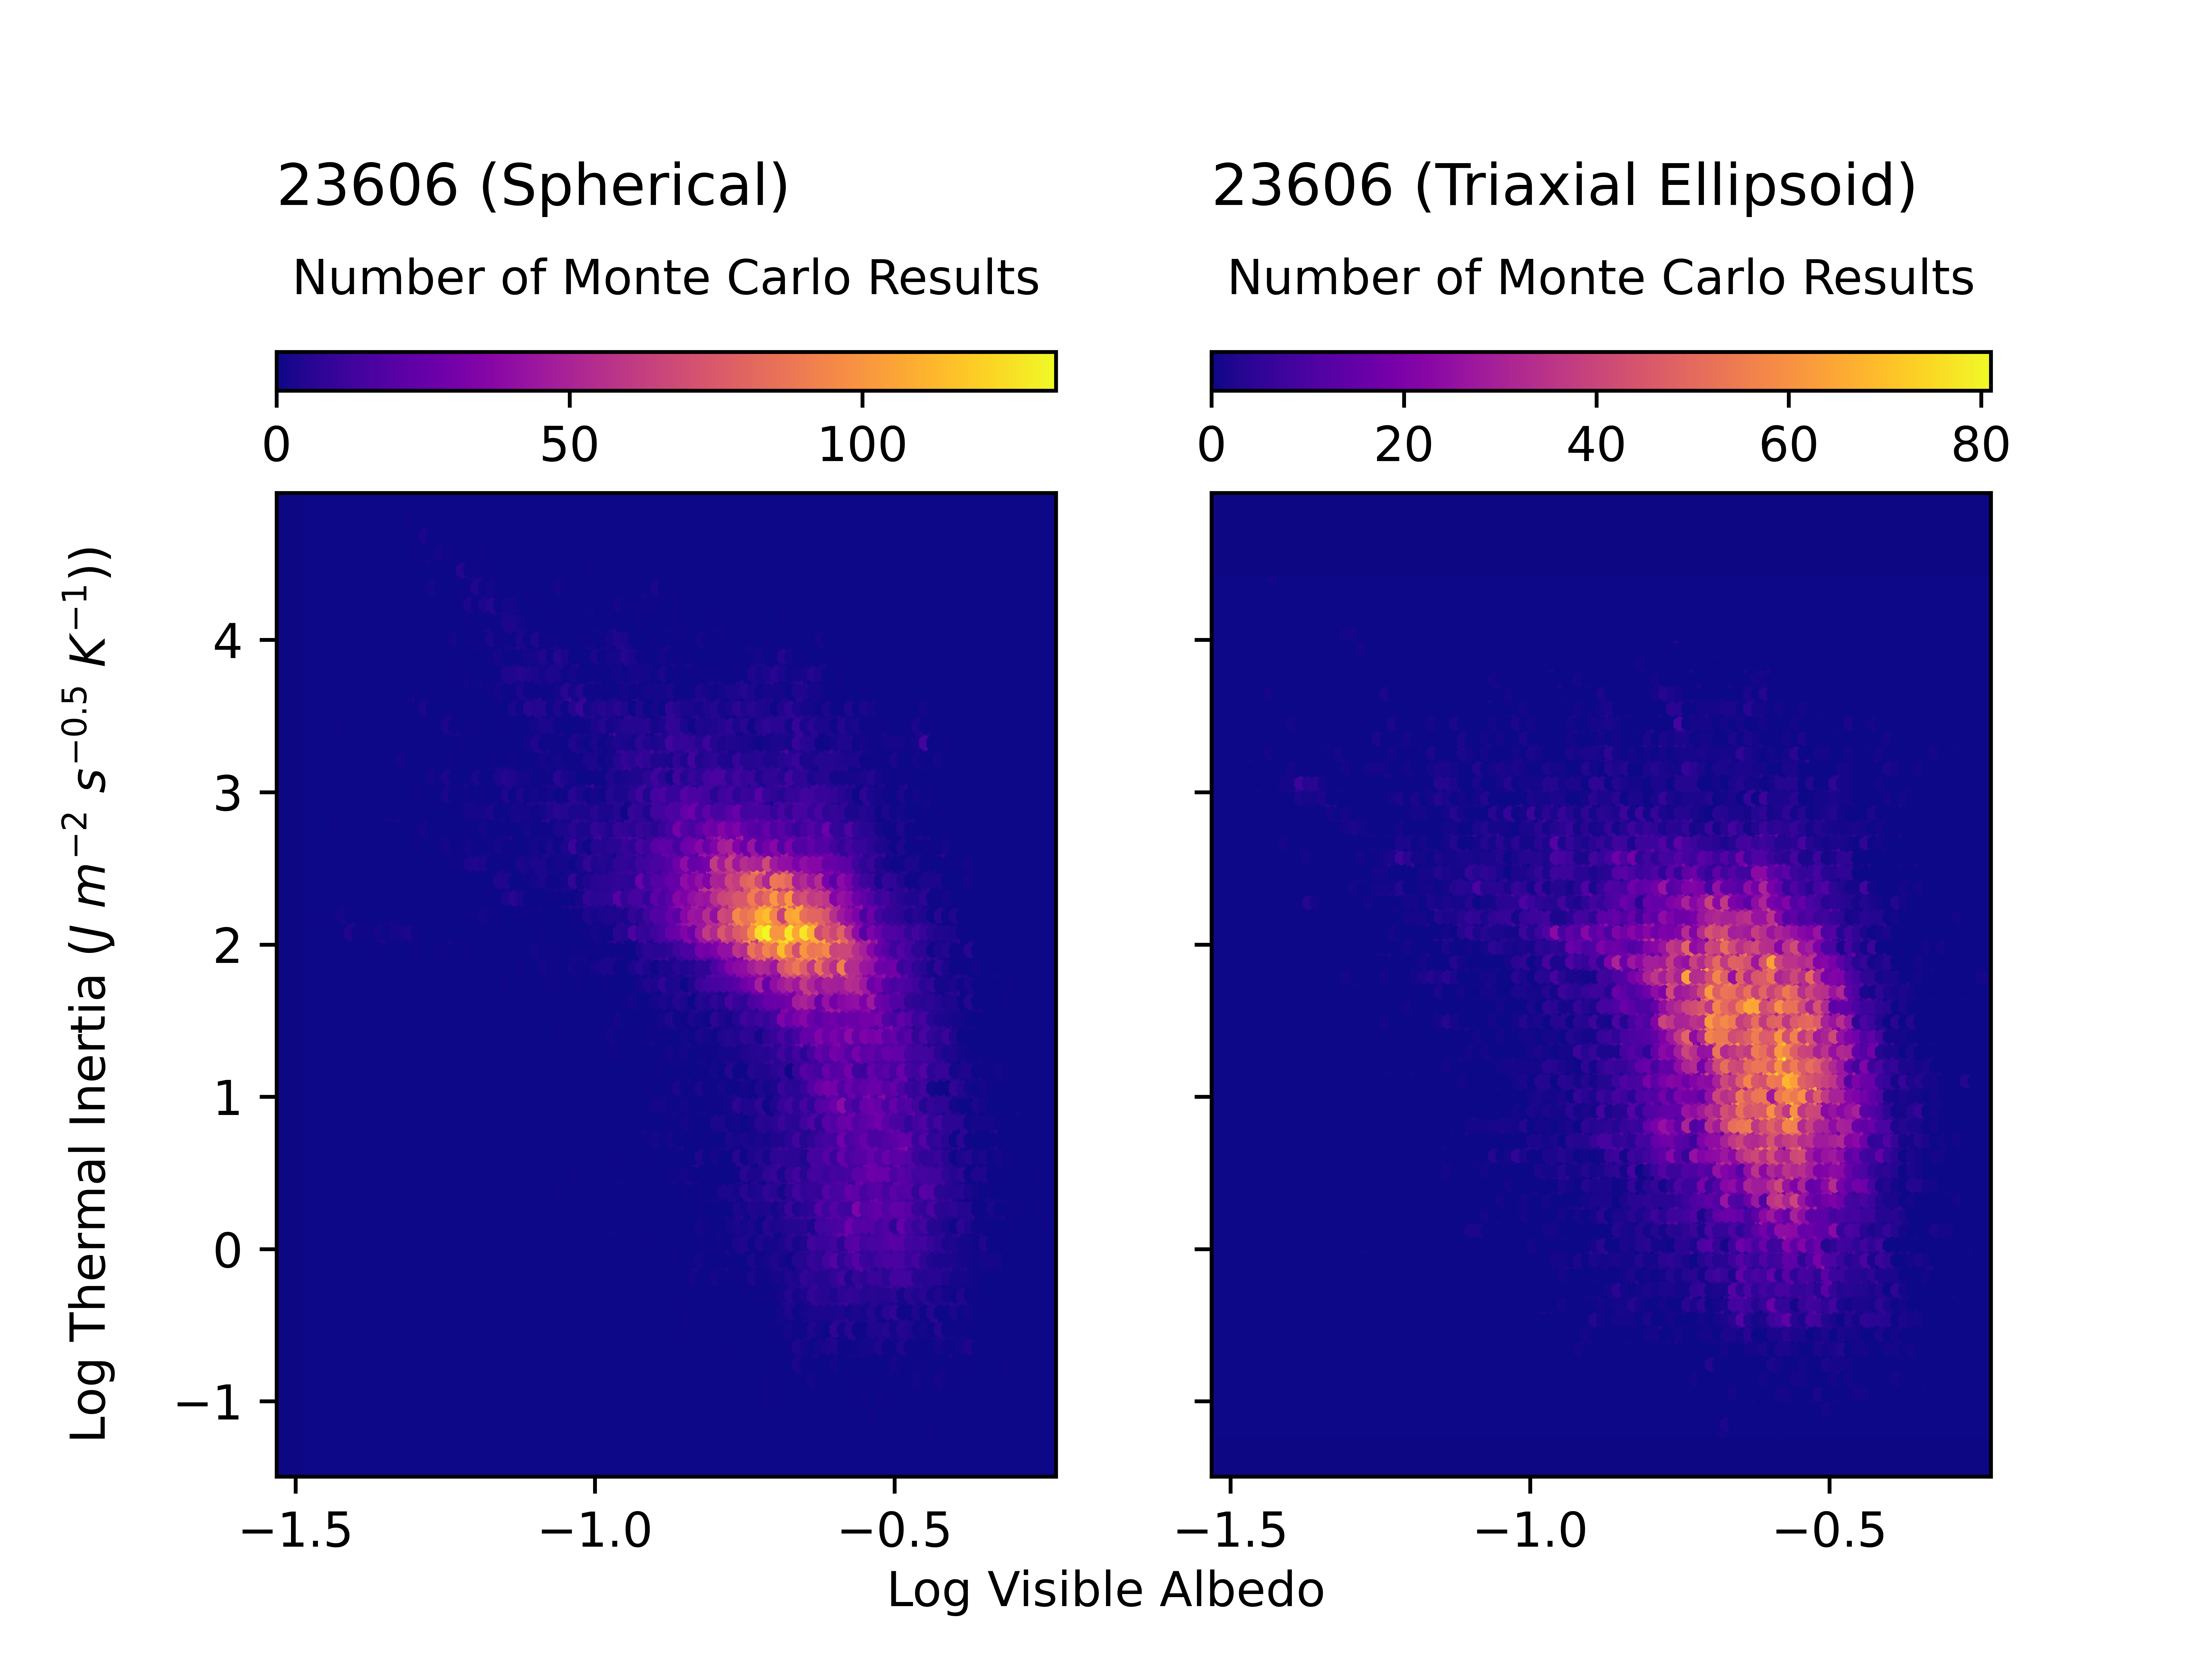 23606 (Spherical)
Number of Monte Carlo Results
0 50 100
23606 (Triaxial Ellipsoid)
Number of Monte Carlo Results
0 20 40 60 80
Log Thermal Inertia (J m⁻² s⁻⁰·⁵ K⁻¹))
4
3
2
1
0
−1
−1.5 −1.0 −0.5
−1.5 −1.0 −0.5
Log Visible Albedo